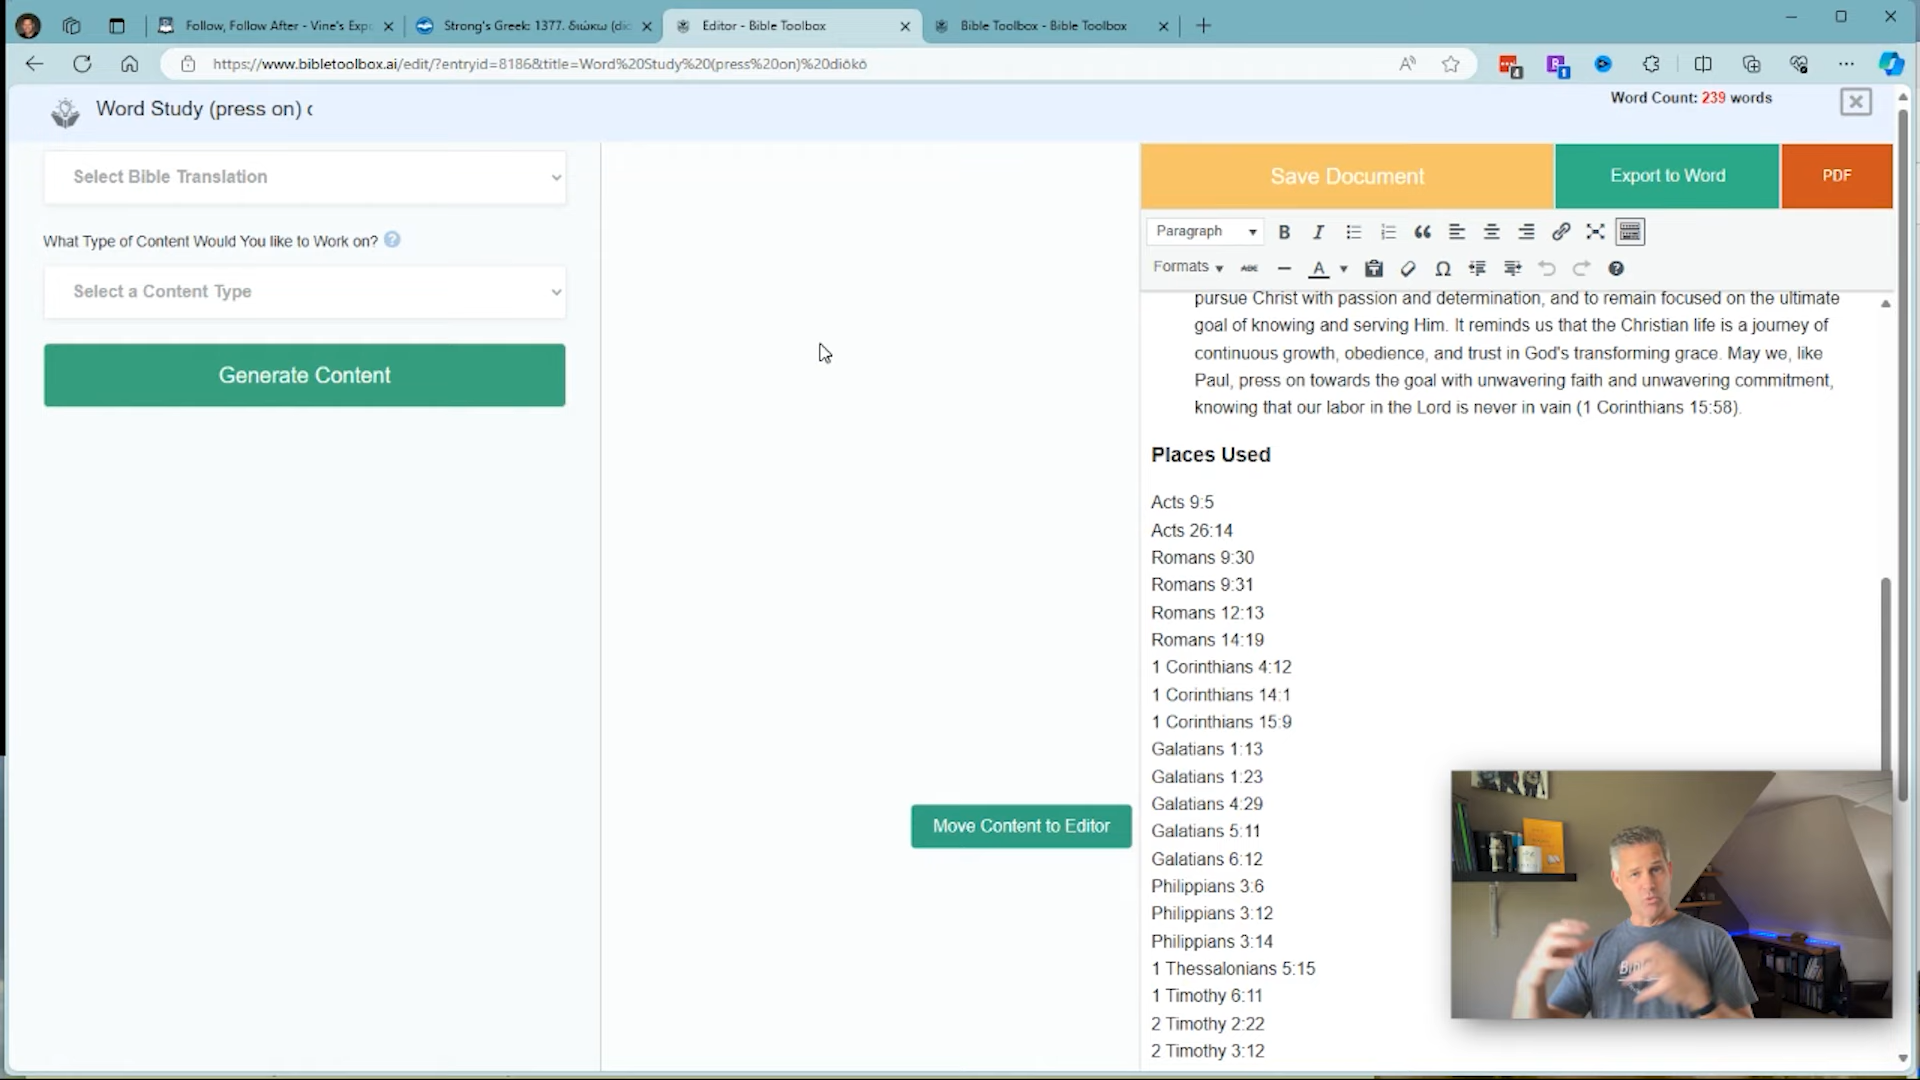 Follow, Follow After - Vine's Exp
Strong's Greek: 1377. διώκω (dió
Editor - Bible Toolbox
Bible Toolbox - Bible Toolbox
https://www.bibletoolbox.ai/edit/?entryid=8186&title=Word%20Study%20(press%20on)%20diōkō
Word Study (press on) d
Word Count: 239 words
Select Bible Translation
What Type of Content Would You like to Work on?
Select a Content Type
Generate Content
Move Content to Editor
Save Document
Export to Word
PDF
Paragraph
Formats
pursue Christ with passion and determination, and to remain focused on the ultimate
goal of knowing and serving Him. It reminds us that the Christian life is a journey of
continuous growth, obedience, and trust in God's transforming grace. May we, like
Paul, press on towards the goal with unwavering faith and unwavering commitment,
knowing that our labor in the Lord is never in vain (1 Corinthians 15:58).
Places Used
Acts 9:5
Acts 26:14
Romans 9:30
Romans 9:31
Romans 12:13
Romans 14:19
1 Corinthians 4:12
1 Corinthians 14:1
1 Corinthians 15:9
Galatians 1:13
Galatians 1:23
Galatians 4:29
Galatians 5:11
Galatians 6:12
Philippians 3:6
Philippians 3:12
Philippians 3:14
1 Thessalonians 5:15
1 Timothy 6:11
2 Timothy 2:22
2 Timothy 3:12